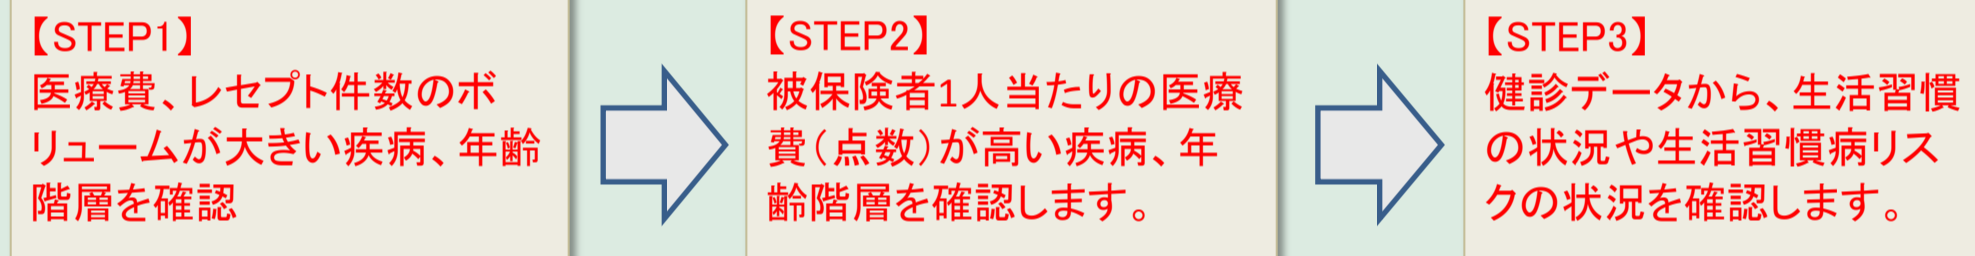 【STEP1】
医療費、レセプト件数のボ
リュームが大きい疾病、年齢
階層を確認
【STEP2】
被保険者1人当たりの医療
費（点数）が高い疾病、年
齢階層を確認します。
【STEP3】
健診データから、生活習慣
の状況や生活習慣病リス
クの状況を確認します。